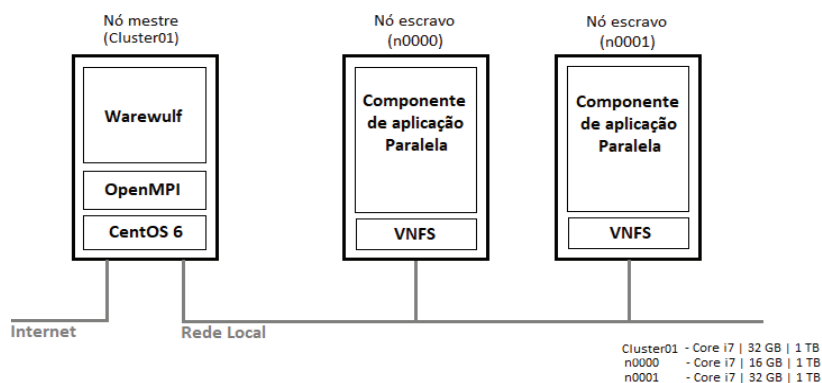 Nó mestre
(Cluster01)
Warewulf
OpenMPI
CentOS 6
Nó escravo
(n0000)
Componente
de aplicação
Paralela
VNFS
Nó escravo
(n0001)
Componente
de aplicação
Paralela
VNFS
Internet
Rede Local
Cluster01 - Core i7 | 32 GB | 1 TB
n0000 - Core i7 | 16 GB | 1 TB
n0001 - Core i7 | 32 GB | 1 TB